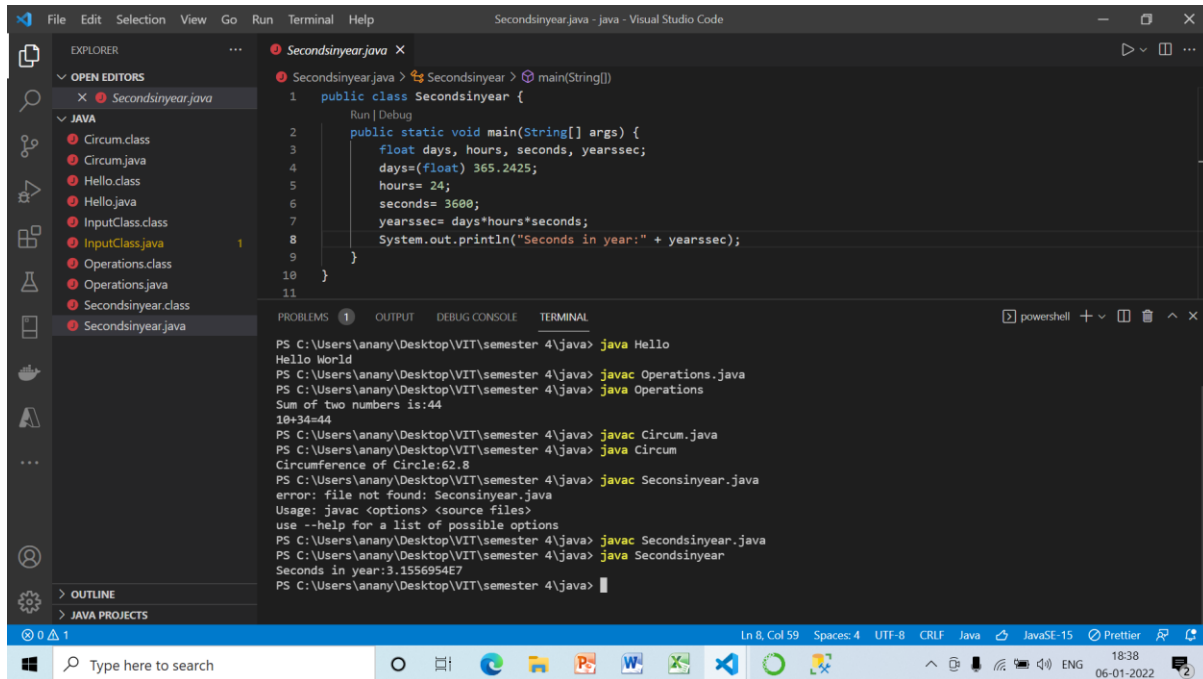 File Edit Selection View Go Run Terminal Help Secondsinyear.java - java - Visual Studio Code
EXPLORER
OPEN EDITORS
Secondsinyear.java
JAVA
Circum.class
Circum.java
Hello.class
Hello.java
InputClass.class
InputClass.java 1
Operations.class
Operations.java
Secondsinyear.class
Secondsinyear.java
OUTLINE
JAVA PROJECTS
Secondsinyear.java
Secondsinyear.java > Secondsinyear > main(String[])
1 public class Secondsinyear {
Run | Debug
2 public static void main(String[] args) {
3 float days, hours, seconds, yearssec;
4 days=(float) 365.2425;
5 hours= 24;
6 seconds= 3600;
7 yearssec= days*hours*seconds;
8 System.out.println("Seconds in year:" + yearssec);
9 }
10 }
11
PROBLEMS 1 OUTPUT DEBUG CONSOLE TERMINAL powershell
PS C:\Users\anany\Desktop\VIT\semester 4\java> java Hello
Hello World
PS C:\Users\anany\Desktop\VIT\semester 4\java> javac Operations.java
PS C:\Users\anany\Desktop\VIT\semester 4\java> java Operations
Sum of two numbers is:44
10+34=44
PS C:\Users\anany\Desktop\VIT\semester 4\java> javac Circum.java
PS C:\Users\anany\Desktop\VIT\semester 4\java> java Circum
Circumference of Circle:62.8
PS C:\Users\anany\Desktop\VIT\semester 4\java> javac Seconsinyear.java
error: file not found: Seconsinyear.java
Usage: javac <options> <source files>
use --help for a list of possible options
PS C:\Users\anany\Desktop\VIT\semester 4\java> javac Secondsinyear.java
PS C:\Users\anany\Desktop\VIT\semester 4\java> java Secondsinyear
Seconds in year:3.1556954E7
PS C:\Users\anany\Desktop\VIT\semester 4\java>
0 1 Ln 8, Col 59 Spaces: 4 UTF-8 CRLF Java JavaSE-15 Prettier
Type here to search ENG 18:38
06-01-2022 2